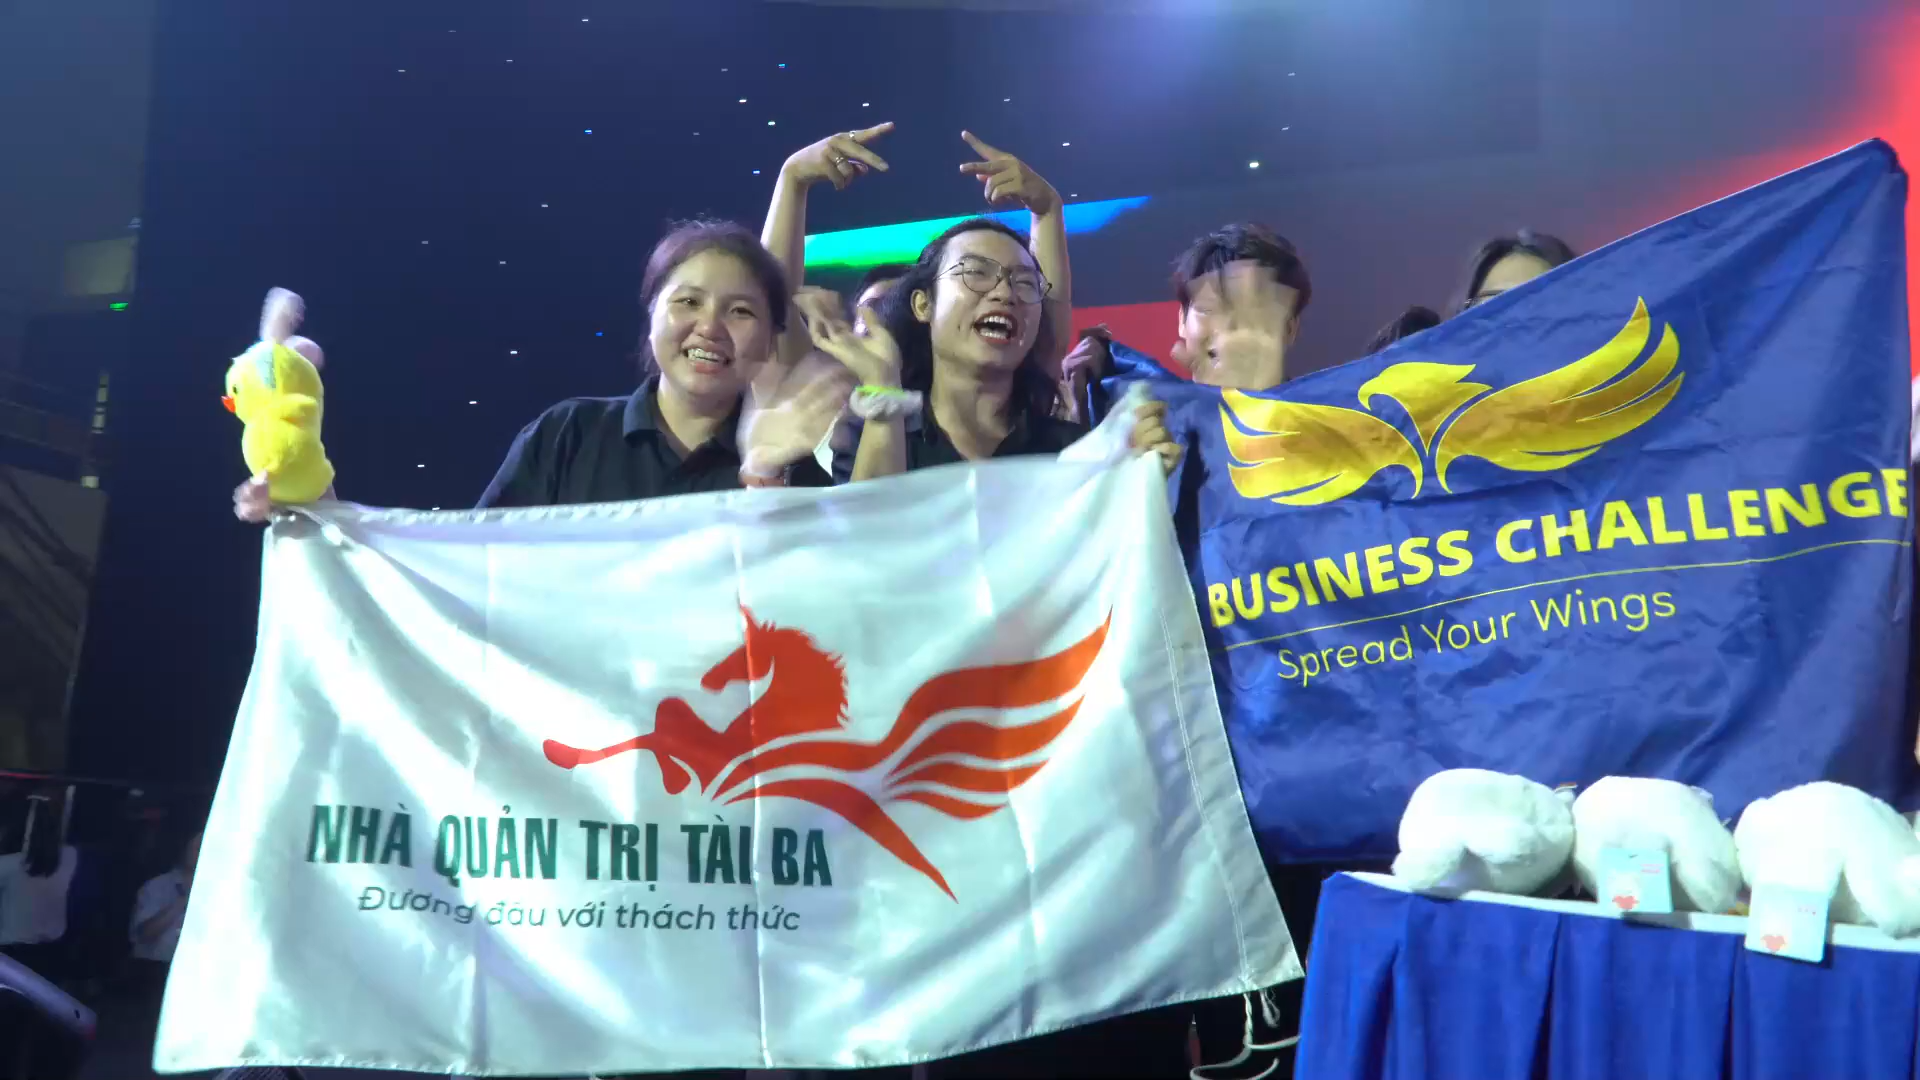 NHÀ QUẢN TRỊ TÀI BA
Đương đầu với thách thức
BUSINESS CHALLENGE
Spread Your Wings